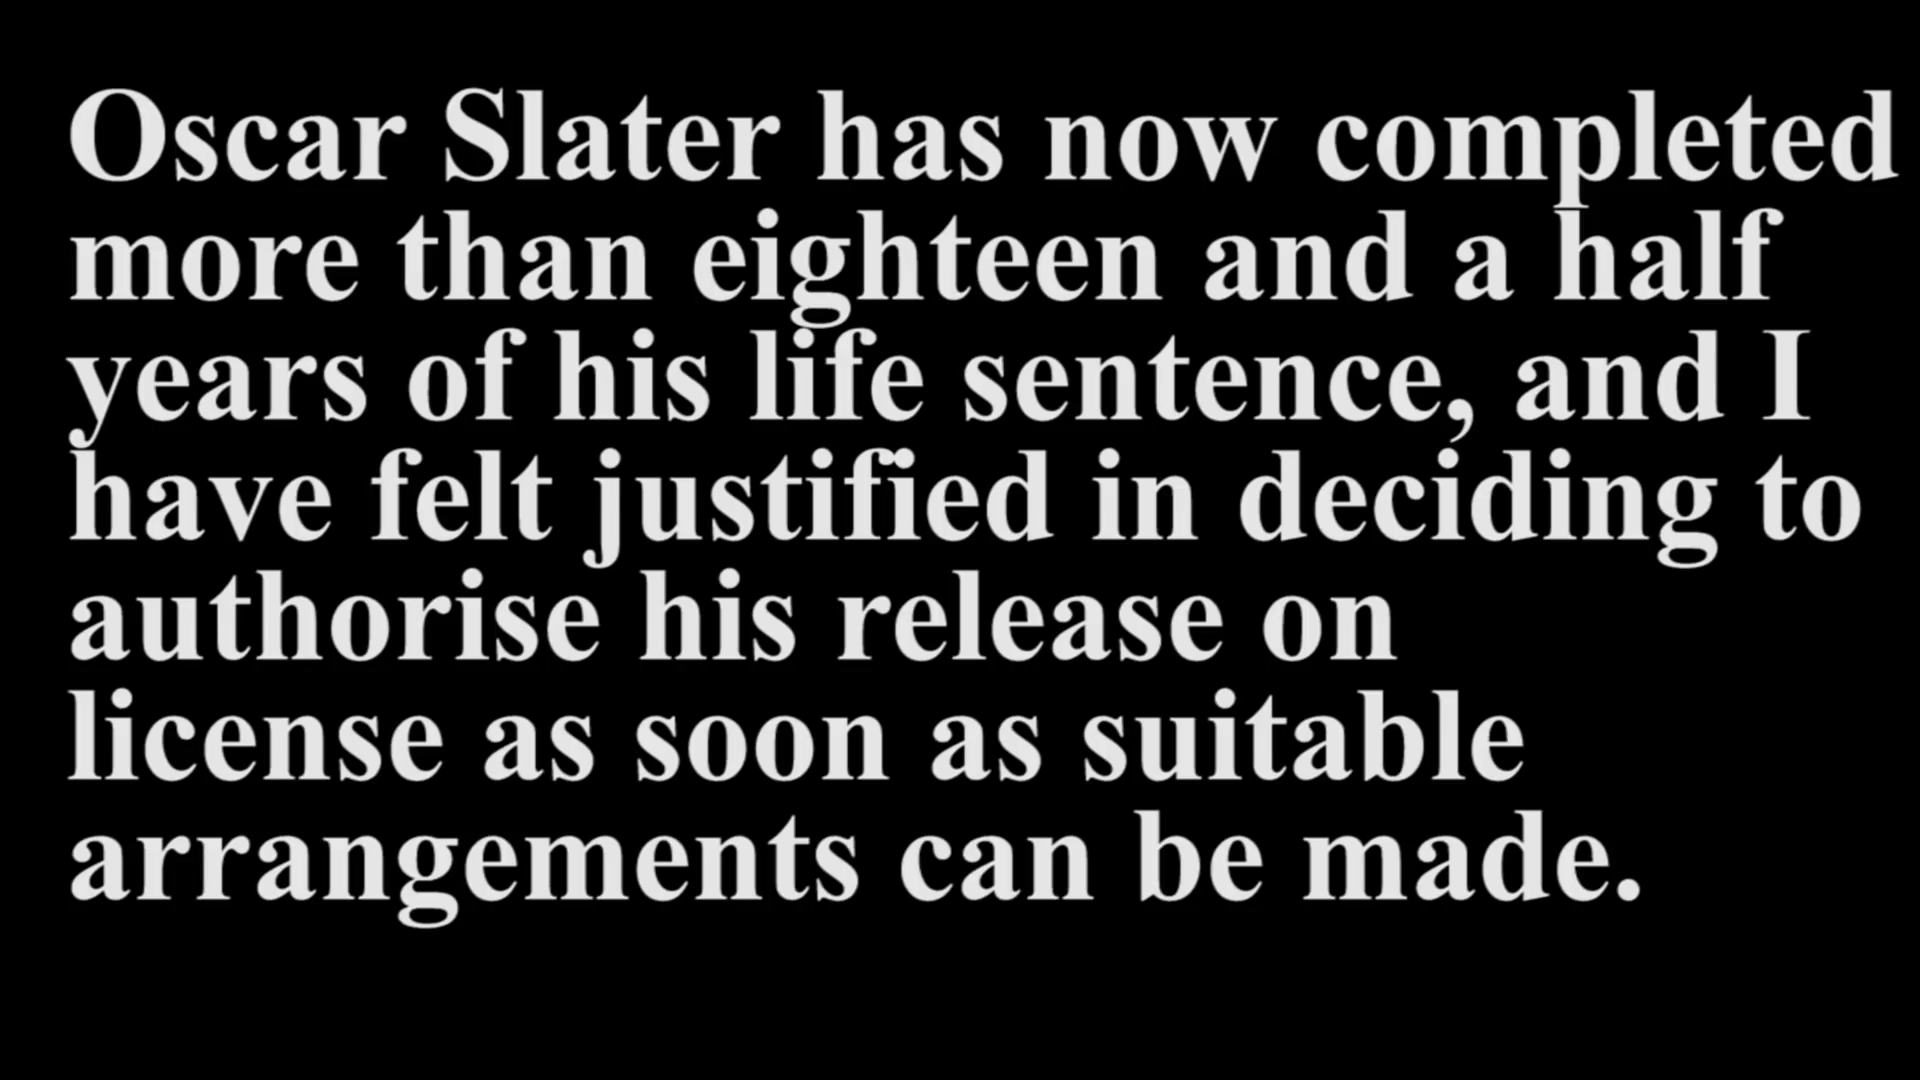 Oscar Slater has now completed
more than eighteen and a half
years of his life sentence, and I
have felt justified in deciding to
authorise his release on
license as soon as suitable
arrangements can be made.